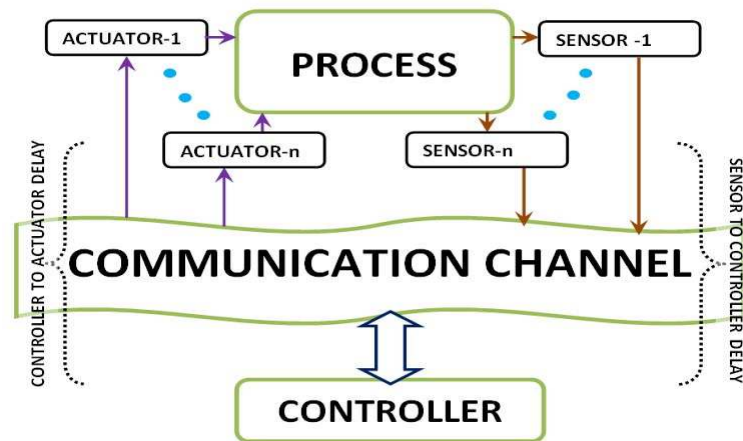 ACTUATOR-1
PROCESS
SENSOR -1
ACTUATOR-n
SENSOR-n
CONTROLLER TO ACTUATOR DELAY
SENSOR TO CONTROLLER DELAY
COMMUNICATION CHANNEL
CONTROLLER